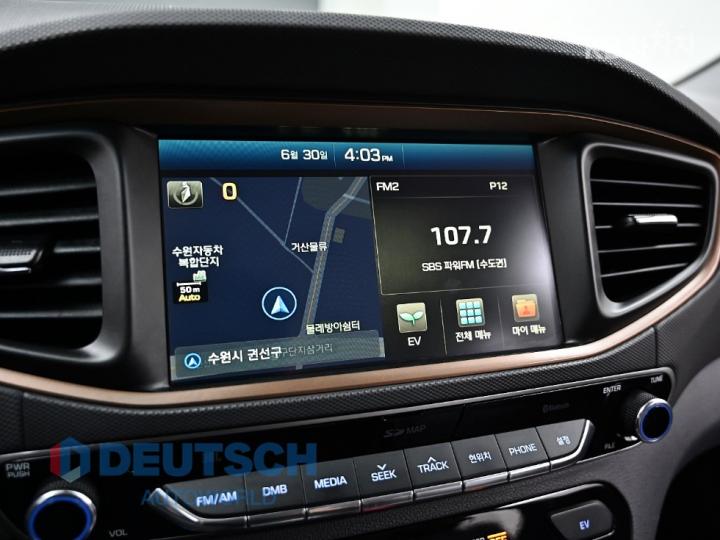 6월 30일 4:03 PM
0
FM2 P12
107.7
SBS 파워FM [수도권]
수원자동차
복합단지
거산물류
50 m
Auto
물레방아쉼터
수원시 권선구
EV
전체 메뉴
마이 메뉴
SD MAP
Bluetooth
ENTER
TUNE
FILE
PWR
PUSH
VOL
FM/AM
DMB
MEDIA
SEEK
TRACK
현위치
PHONE
설정
EV
DEUTSCH